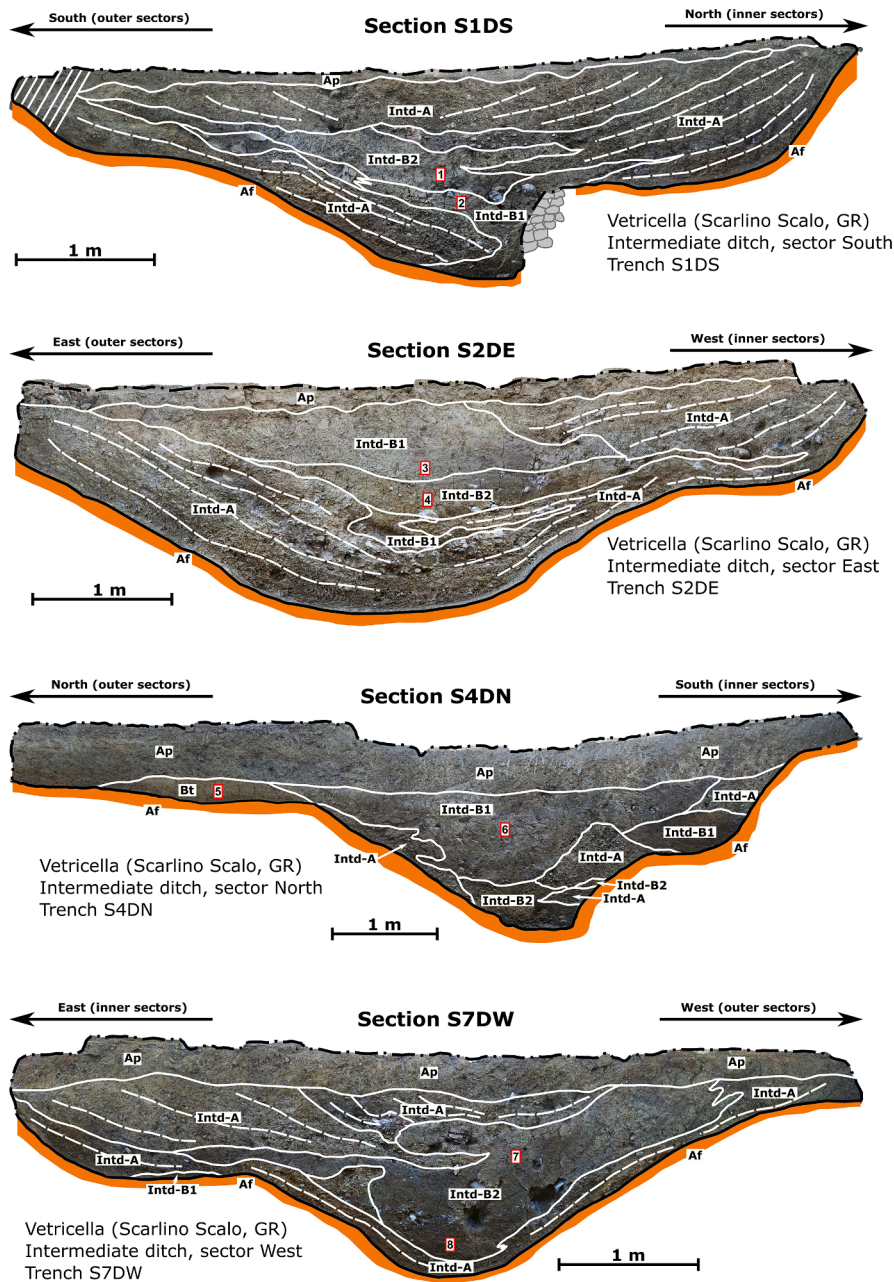 South (outer sectors)
Section S1DS
North (inner sectors)
Ap
Intd-A
Intd-A
Intd-B2
1
Af
Af
Intd-A
2
Intd-B1
1 m
Vetricella (Scarlino Scalo, GR)
Intermediate ditch, sector South
Trench S1DS
East (outer sectors)
Section S2DE
West (inner sectors)
Ap
Intd-A
Intd-B1
3
Intd-A
4
Intd-B2
Intd-A
Af
Intd-B1
Af
1 m
Vetricella (Scarlino Scalo, GR)
Intermediate ditch, sector East
Trench S2DE
North (outer sectors)
Section S4DN
South (inner sectors)
Ap
Ap
Ap
Bt
5
Af
Intd-B1
6
Intd-A
Intd-B1
Af
Intd-A
Intd-A
Intd-B2
Intd-B2
Intd-A
Vetricella (Scarlino Scalo, GR)
Intermediate ditch, sector North
Trench S4DN
1 m
East (inner sectors)
Section S7DW
West (outer sectors)
Ap
Ap
Ap
Intd-A
Intd-A
Intd-A
7
Intd-A
Af
Intd-B1
Af
Intd-B2
8
Intd-A
Vetricella (Scarlino Scalo, GR)
Intermediate ditch, sector West
Trench S7DW
1 m